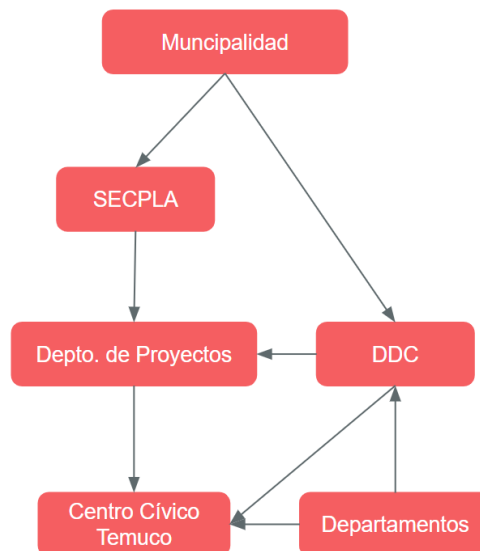 Muncipalidad
SECPLA
Depto. de Proyectos
DDC
Centro Cívico
Temuco
Departamentos